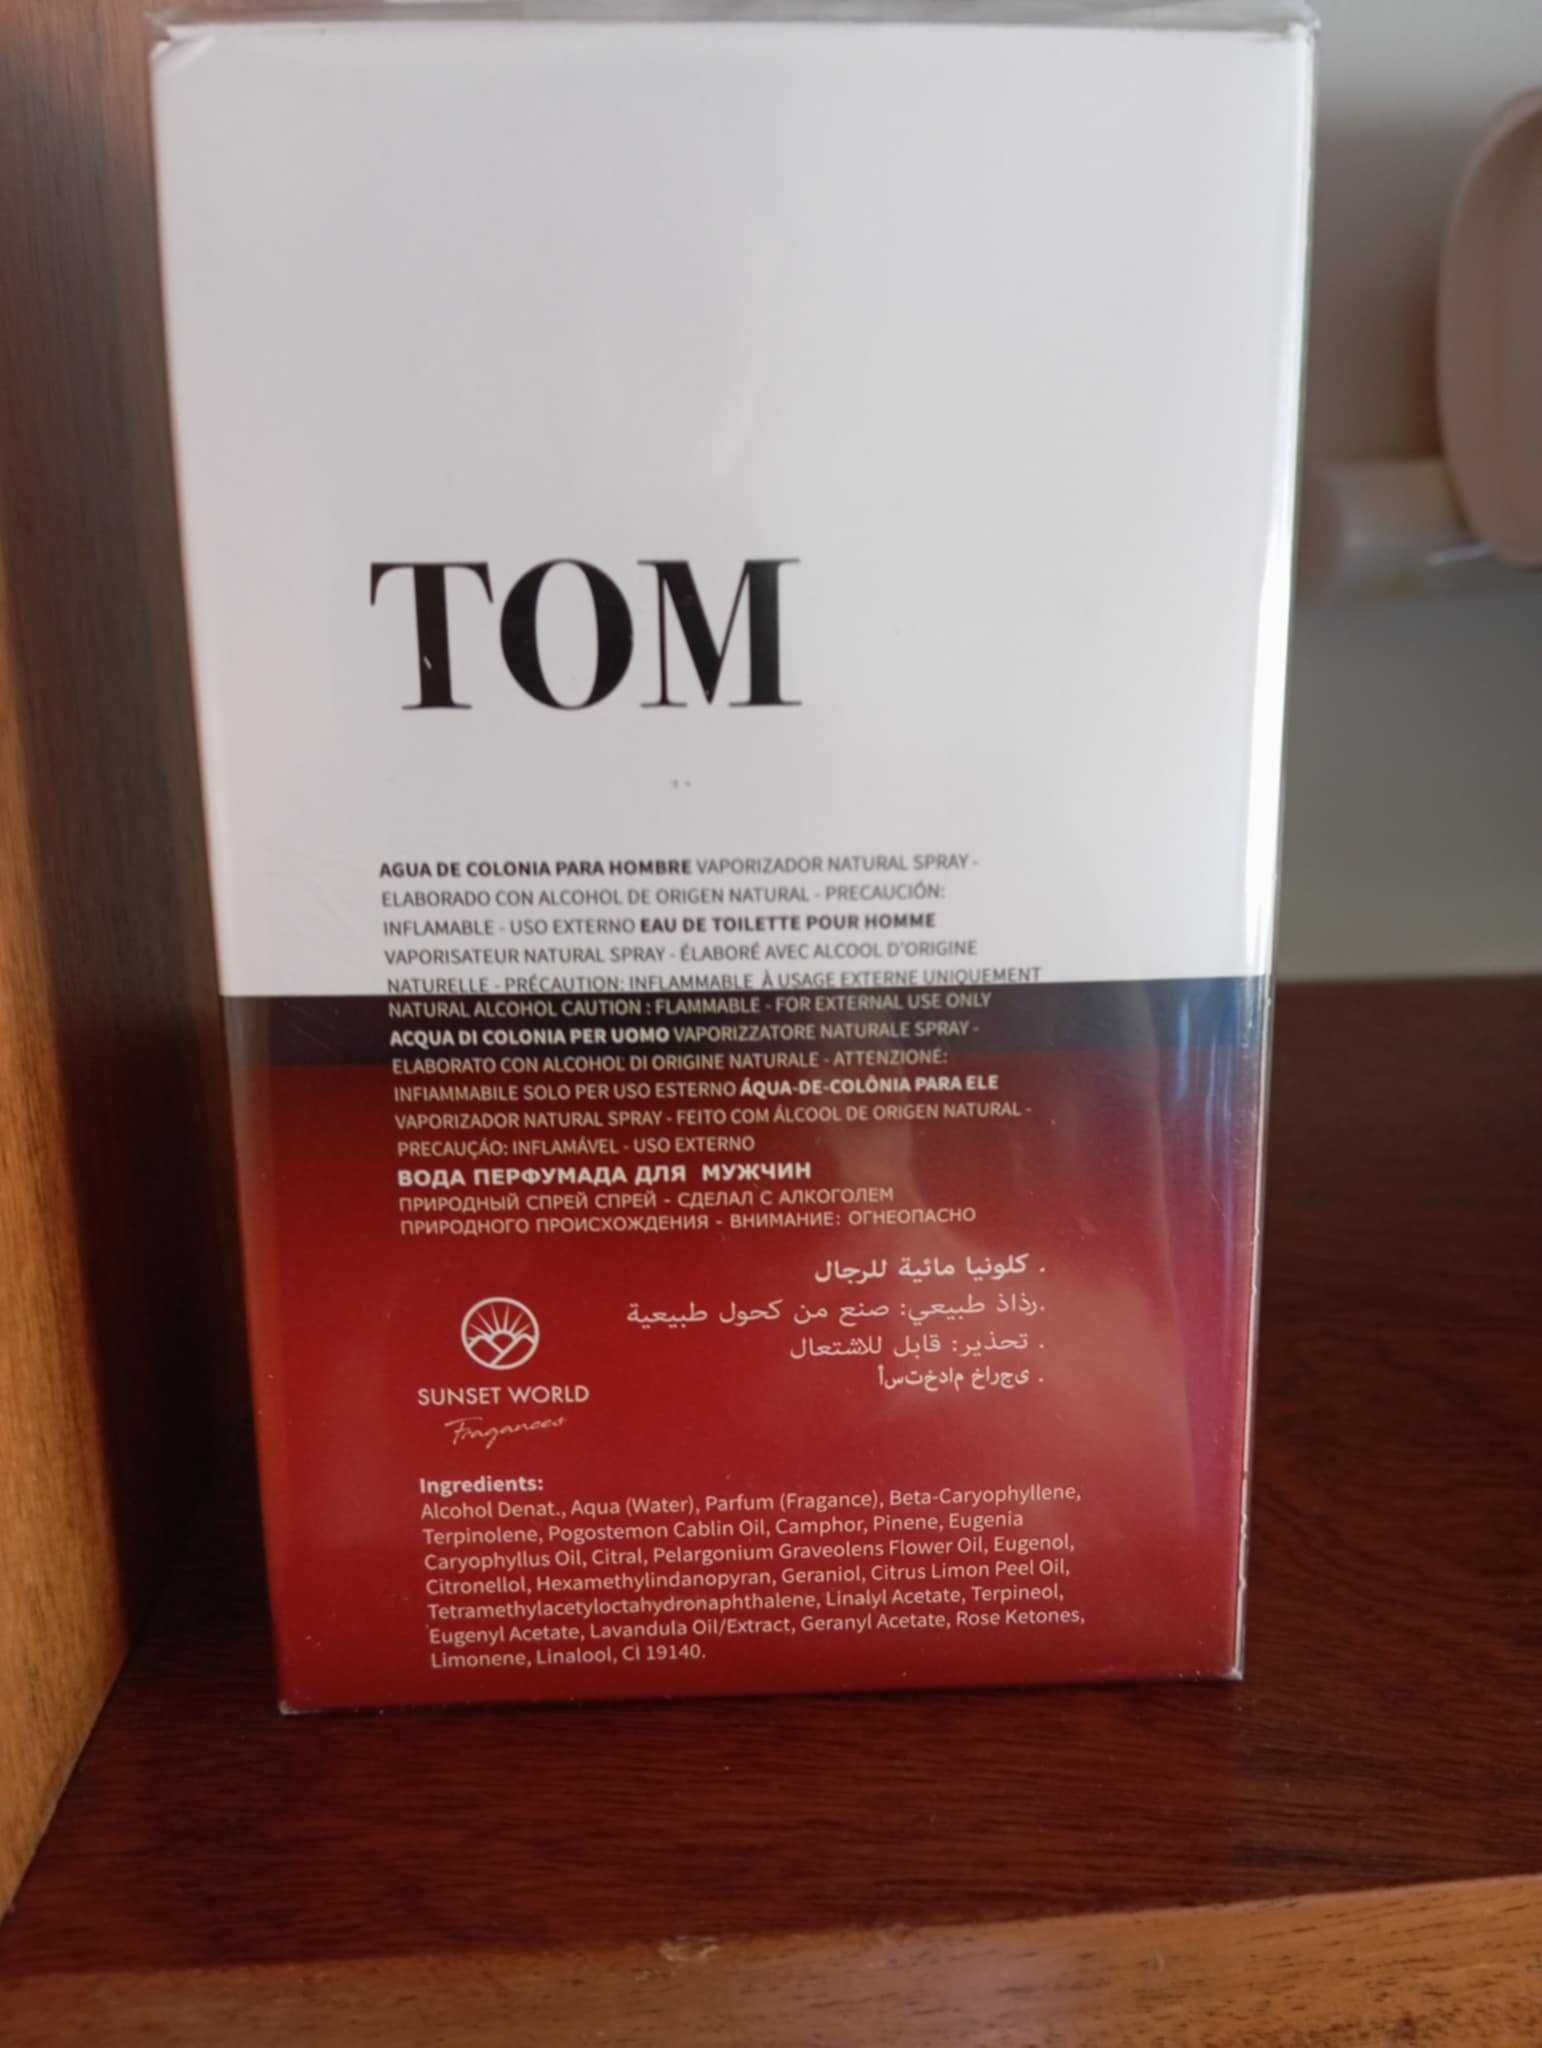 TOM
AGUA DE COLONIA PARA HOMBRE VAPORIZADOR NATURAL SPRAY -
ELABORADO CON ALCOHOL DE ORIGEN NATURAL - PRECAUCIÓN:
INFLAMABLE - USO EXTERNO EAU DE TOILETTE POUR HOMME
VAPORISATEUR NATURAL SPRAY - ÉLABORÉ AVEC ALCOOL D'ORIGINE
NATURELLE - PRÉCAUTION: INFLAMMABLE À USAGE EXTERNE UNIQUEMENT
NATURAL ALCOHOL CAUTION : FLAMMABLE - FOR EXTERNAL USE ONLY
ACQUA DI COLONIA PER UOMO VAPORIZZATORE NATURALE SPRAY -
ELABORATO CON ALCOHOL DI ORIGINE NATURALE - ATTENZIONÉ:
INFIAMMABILE SOLO PER USO ESTERNO ÁQUA-DE-COLÔNIA PARA ELE
VAPORIZADOR NATURAL SPRAY - FEITO COM ÁLCOOL DE ORIGEN NATURAL -
PRECAUÇÁO: INFLAMÁVEL - USO EXTERNO
ВОДА ПЕРФУМАДА ДЛЯ МУЖЧИН
ПРИРОДНЫЙ СПРЕЙ СПРЕЙ - СДЕЛАЛ С АЛКОГОЛЕМ
ПРИРОДНОГО ПРОИСХОЖДЕНИЯ - ВНИМАНИЕ: ОГНЕОПАСНО
. كلونيا مائية للرجال
.رذاذ طبيعي: صنع من كحول طبيعية
. تحذير: قابل للاشتعال
. ىجراخ مادختسأ
SUNSET WORLD
Fragances
Ingredients:
Alcohol Denat., Aqua (Water), Parfum (Fragance), Beta-Caryophyllene,
Terpinolene, Pogostemon Cablin Oil, Camphor, Pinene, Eugenia
Caryophyllus Oil, Citral, Pelargonium Graveolens Flower Oil, Eugenol,
Citronellol, Hexamethylindanopyran, Geraniol, Citrus Limon Peel Oil,
Tetramethylacetyloctahydronaphthalene, Linalyl Acetate, Terpineol,
Eugenyl Acetate, Lavandula Oil/Extract, Geranyl Acetate, Rose Ketones,
Limonene, Linalool, CI 19140.